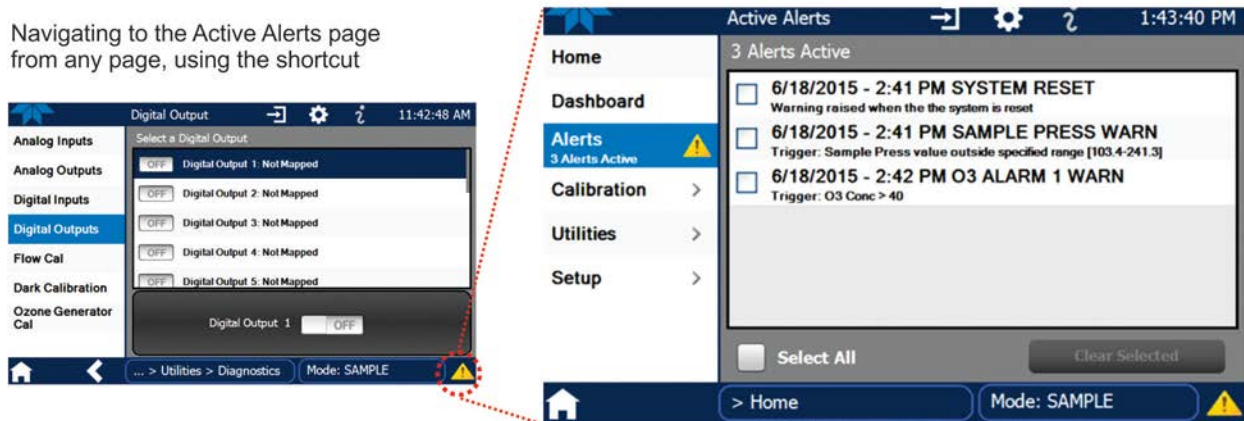 Navigating to the Active Alerts page
from any page, using the shortcut
Digital Output
11:42:48 AM
Analog Inputs
Analog Outputs
Digital Inputs
Digital Outputs
Flow Cal
Dark Calibration
Ozone Generator
Cal
Select a Digital Output
OFF Digital Output 1: Not Mapped
OFF Digital Output 2: Not Mapped
OFF Digital Output 3: Not Mapped
OFF Digital Output 4: Not Mapped
OFF Digital Output 5: Not Mapped
Digital Output 1 OFF
... > Utilities > Diagnostics
Mode: SAMPLE
Active Alerts
1:43:40 PM
Home
Dashboard
Alerts
3 Alerts Active
Calibration >
Utilities >
Setup >
3 Alerts Active
6/18/2015 - 2:41 PM SYSTEM RESET
Warning raised when the the system is reset
6/18/2015 - 2:41 PM SAMPLE PRESS WARN
Trigger: Sample Press value outside specified range [103.4-241.3]
6/18/2015 - 2:42 PM O3 ALARM 1 WARN
Trigger: O3 Conc > 40
Select All
Clear Selected
> Home
Mode: SAMPLE